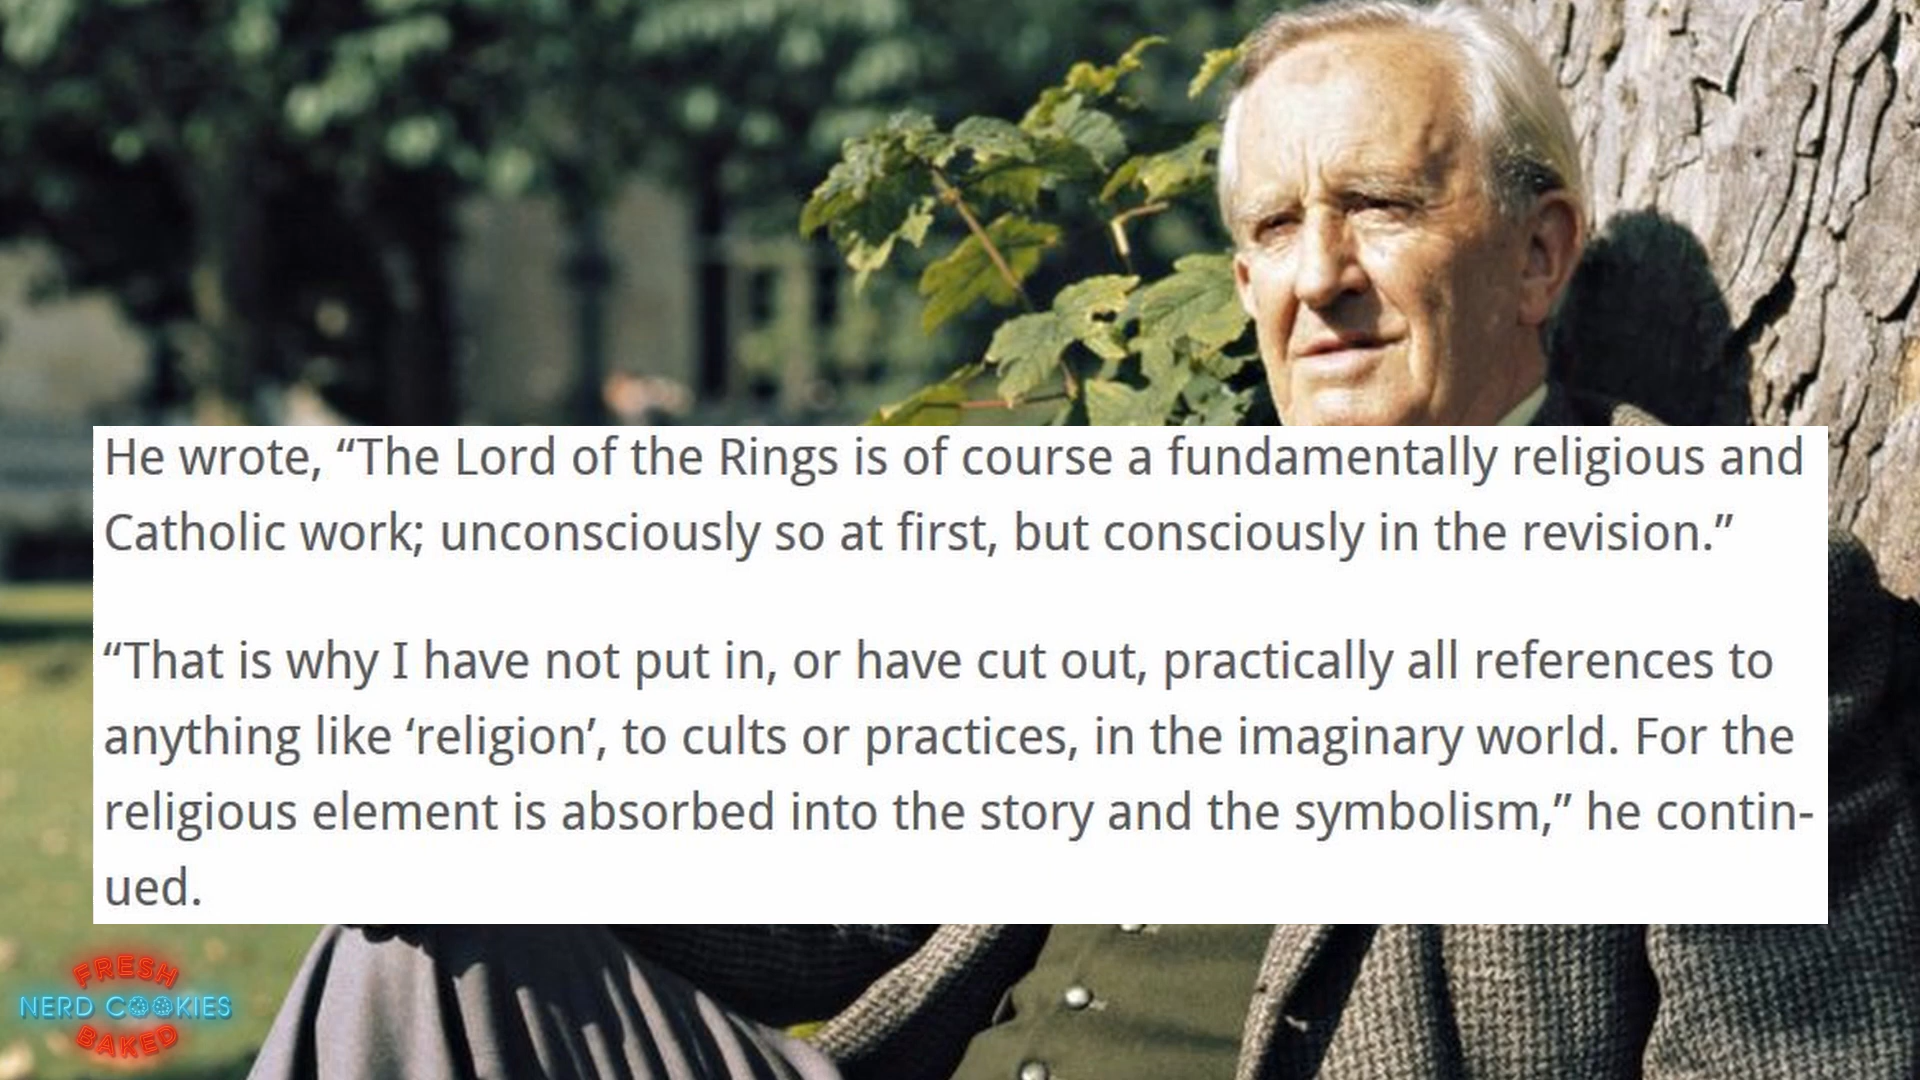 He wrote, “The Lord of the Rings is of course a fundamentally religious and
Catholic work; unconsciously so at first, but consciously in the revision.”
“That is why I have not put in, or have cut out, practically all references to
anything like ‘religion’, to cults or practices, in the imaginary world. For the
religious element is absorbed into the story and the symbolism,” he contin-
ued.
FRESH
NERD COOKIES
BAKED